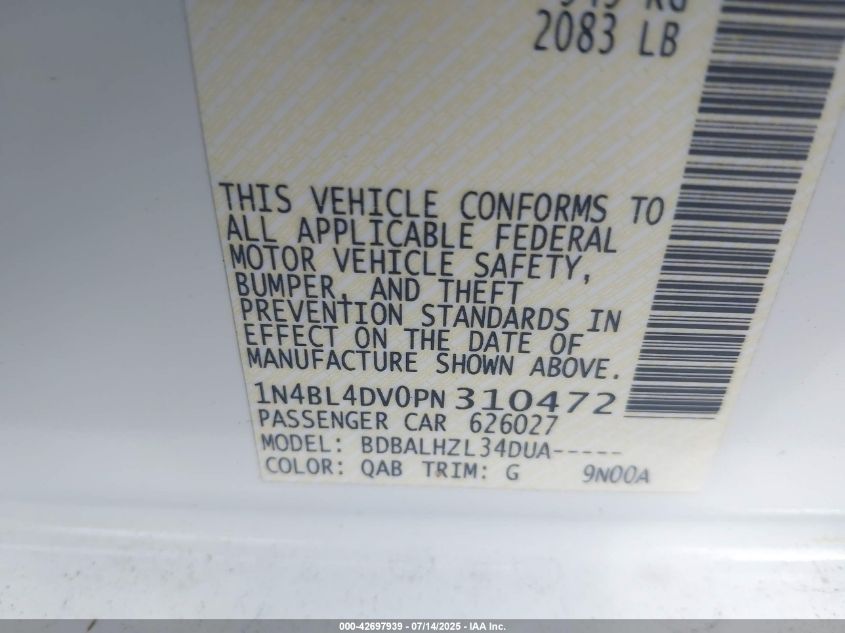 2083 LB
THIS VEHICLE CONFORMS TO
ALL APPLICABLE FEDERAL
MOTOR VEHICLE SAFETY,
BUMPER, AND THEFT
PREVENTION STANDARDS IN
EFFECT ON THE DATE OF
MANUFACTURE SHOWN ABOVE.
1N4BL4DV0PN 310472
PASSENGER CAR 626027
MODEL: BDBALHZL34DUA-----
COLOR: QAB TRIM: G 9N00A
000-42697939 - 07/14/2025 - IAA Inc.